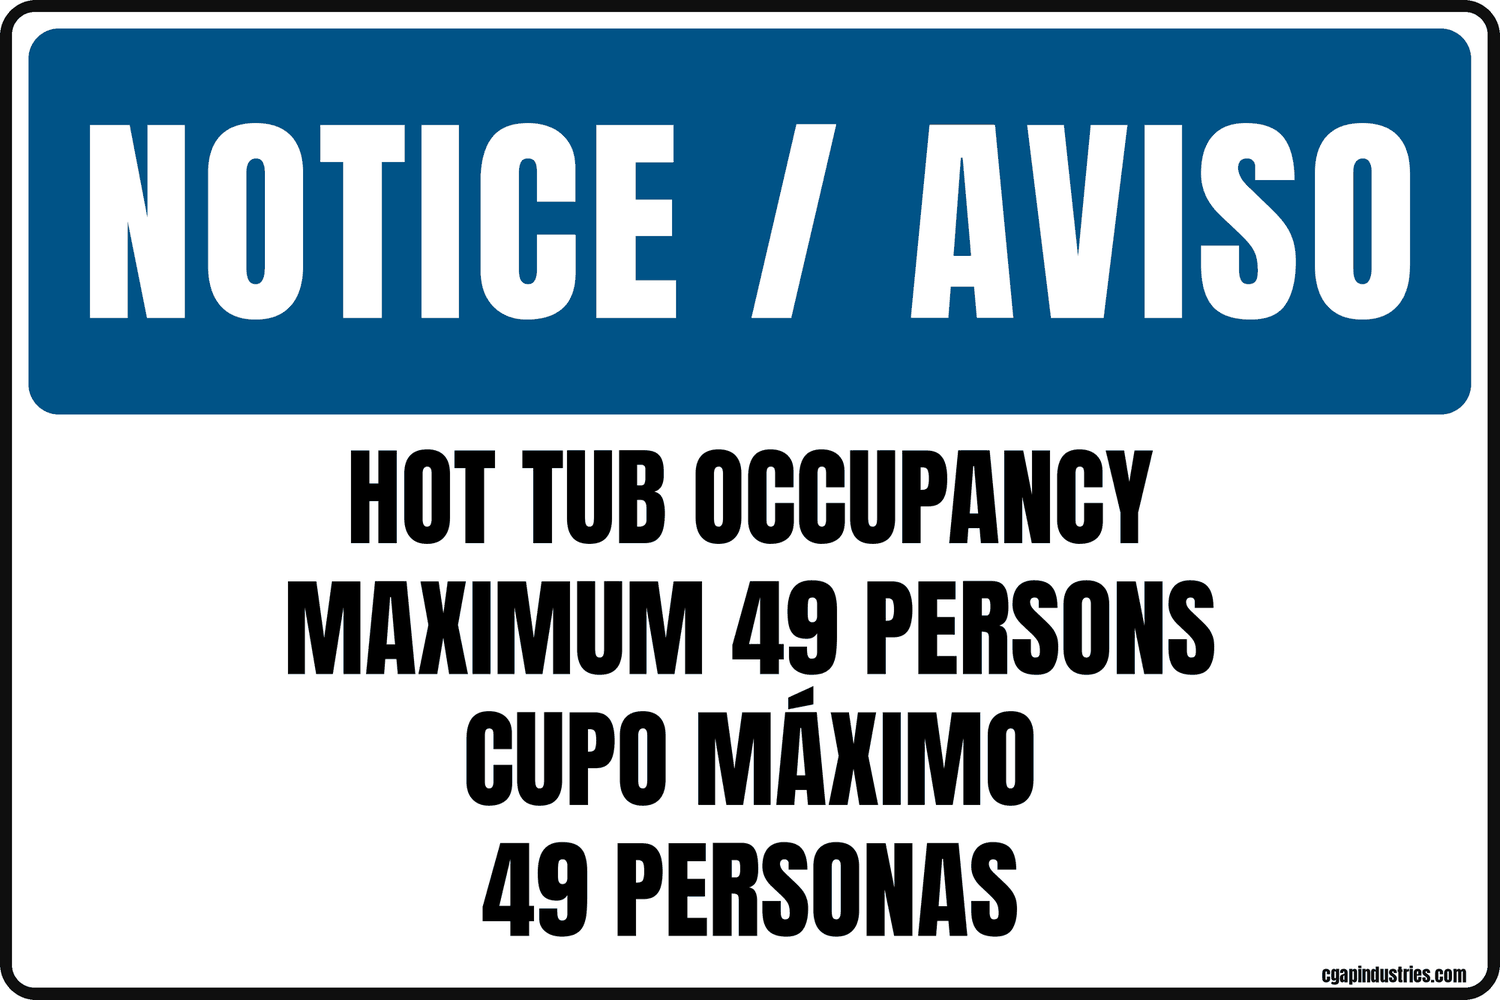 NOTICE / AVISO
HOT TUB OCCUPANCY
MAXIMUM 49 PERSONS
CUPO MÁXIMO
49 PERSONAS
cgapindustries.com